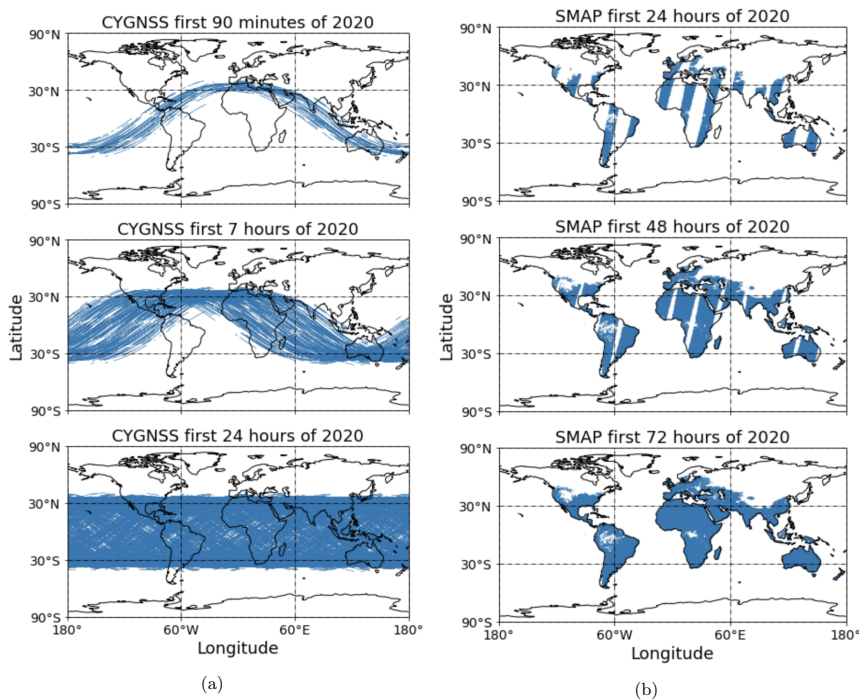 CYGNSS first 90 minutes of 2020
90°N
30°N
30°S
90°S
CYGNSS first 7 hours of 2020
90°N
30°N
30°S
90°S
Latitude
CYGNSS first 24 hours of 2020
90°N
30°N
30°S
90°S
180° 60°W 60°E 180°
Longitude
(a)
SMAP first 24 hours of 2020
90°N
30°N
30°S
90°S
SMAP first 48 hours of 2020
90°N
30°N
30°S
90°S
Latitude
SMAP first 72 hours of 2020
90°N
30°N
30°S
90°S
180° 60°W 60°E 180°
Longitude
(b)